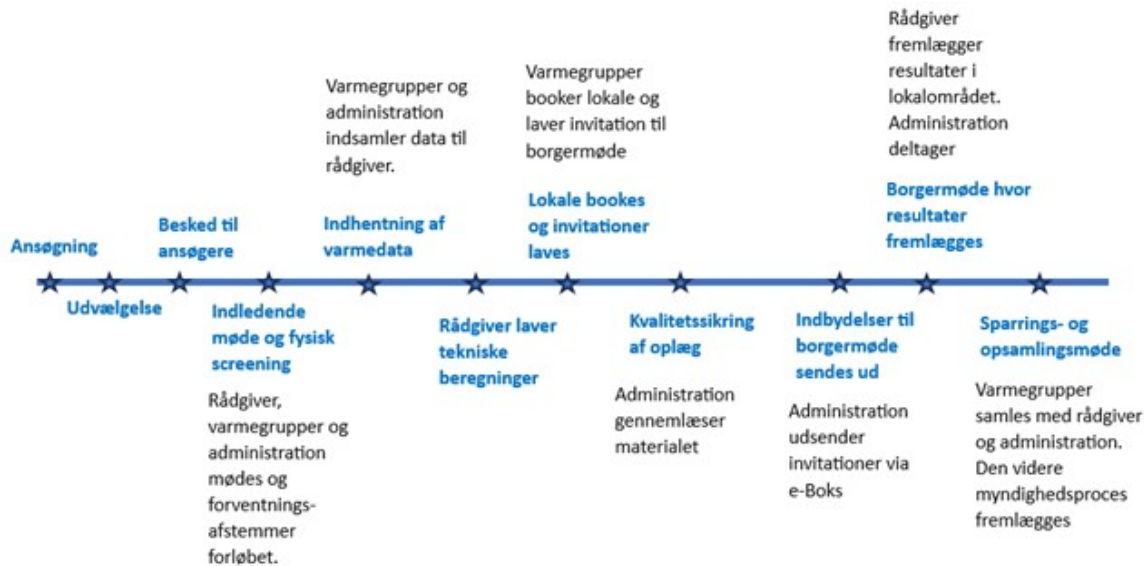 Ansøgning
Udvælgelse
Besked til
ansøgere
Indledende
møde og fysisk
screening
Rådgiver,
varmegrupper og
administration
mødes og
forventnings-
afstemmer
forløbet.
Varmegrupper og
administration
indsamler data til
rådgiver.
Indhentning af
varmedata
Rådgiver laver
tekniske
beregninger
Varmegrupper
booker lokale og
laver invitation til
borgermøde
Lokale bookes
og invitationer
laves
Kvalitetssikring
af oplæg
Administration
gennemlæser
materialet
Indbydelser til
borgermøde
sendes ud
Administration
udsender
invitationer via
e-Boks
Rådgiver
fremlægger
resultater i
lokalområdet.
Administration
deltager
Borgermøde hvor
resultater
fremlægges
Sparrings- og
opsamlingsmøde
Varmegrupper
samles med rådgiver
og administration.
Den videre
myndighedsproces
fremlægges